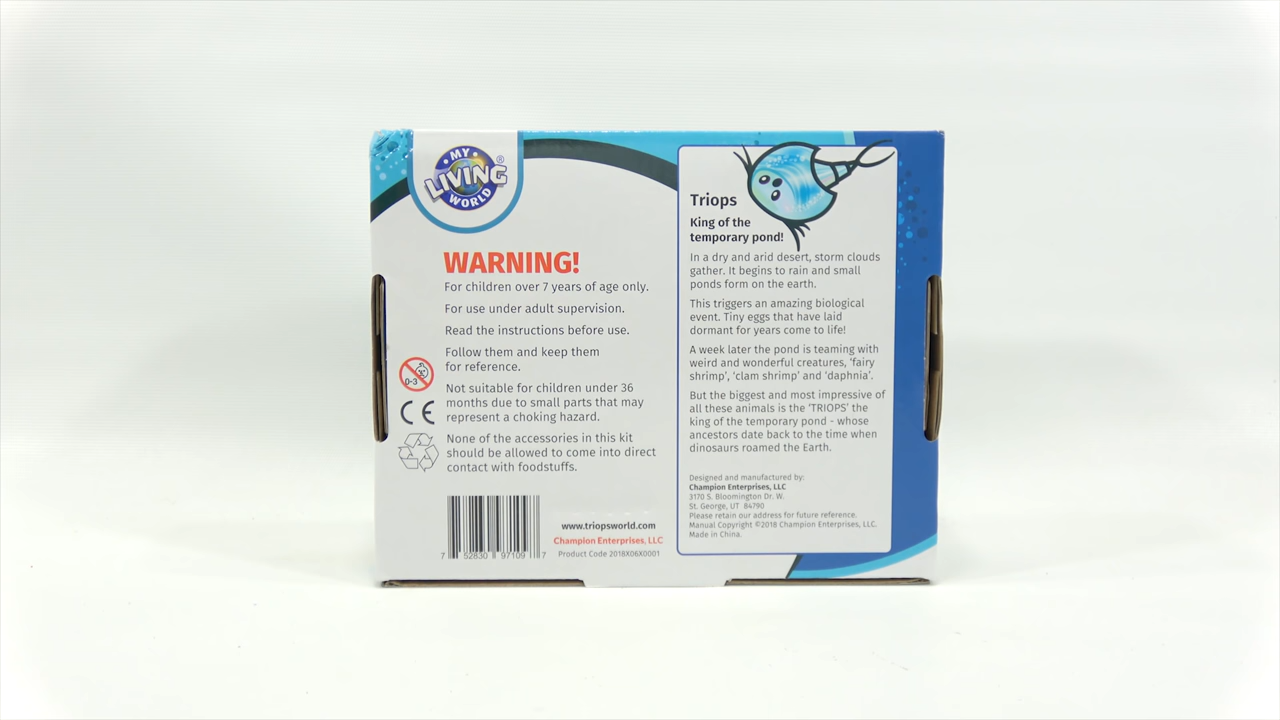 MY
LIVING
WORLD
®
WARNING!
For children over 7 years of age only.
For use under adult supervision.
Read the instructions before use.
Follow them and keep them
for reference.
Not suitable for children under 36
months due to small parts that may
represent a choking hazard.
None of the accessories in this kit
should be allowed to come into direct
contact with foodstuffs.
0-3
CE
7 52830 97109 7
www.triopsworld.com
Champion Enterprises, LLC
Product Code 2018X06X0001
Triops
King of the
temporary pond!
In a dry and arid desert, storm clouds
gather. It begins to rain and small
ponds form on the earth.
This triggers an amazing biological
event. Tiny eggs that have laid
dormant for years come to life!
A week later the pond is teaming with
weird and wonderful creatures, ‘fairy
shrimp’, ‘clam shrimp’ and ‘daphnia’.
But the biggest and most impressive of
all these animals is the ‘TRIOPS’ the
king of the temporary pond - whose
ancestors date back to the time when
dinosaurs roamed the Earth.
Designed and manufactured by:
Champion Enterprises, LLC
3170 S. Bloomington Dr. W.
St. George, UT 84790
Please retain our address for future reference.
Manual Copyright ©2018 Champion Enterprises, LLC.
Made in China.